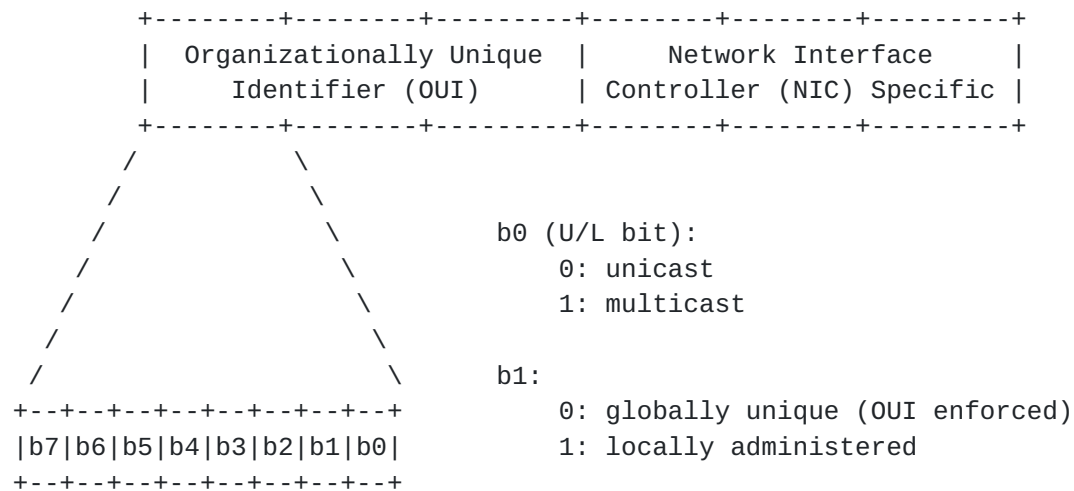 +--------+--------+---------+--------+--------+---------+
|  Organizationally Unique  |     Network Interface     |
|     Identifier (OUI)      | Controller (NIC) Specific |
+--------+--------+---------+--------+--------+---------+
/          \
/            \
/              \          b0 (U/L bit):
/                \             0: unicast
/                  \            1: multicast
/                    \
/                      \      b1:
+--+--+--+--+--+--+--+--+          0: globally unique (OUI enforced)
|b7|b6|b5|b4|b3|b2|b1|b0|          1: locally administered
+--+--+--+--+--+--+--+--+